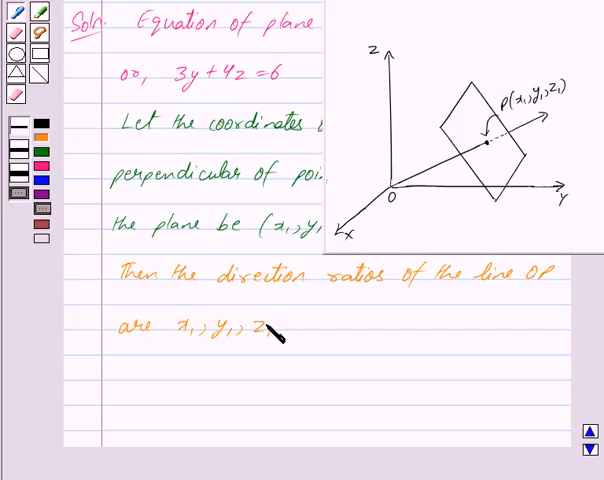 Soln. Equation of plane
or, 3y + 4z = 6
Let the coordinates
perpendicular of
the plane be (x₁, y₁
Then the direction ratios of the line OP
are x₁, y₁, z₁
Z
P(x₁, y₁, z₁)
O
Y
X